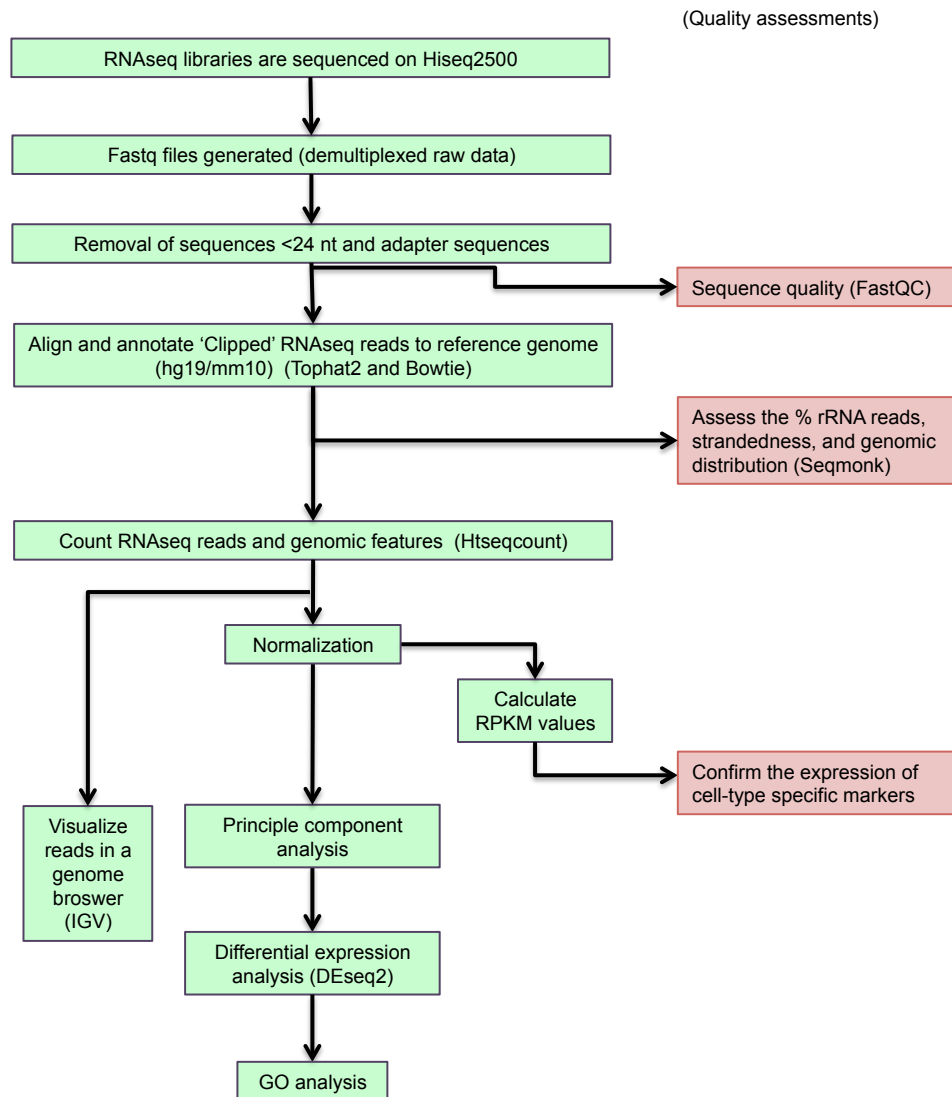 (Quality assessments)
RNAseq libraries are sequenced on Hiseq2500
Fastq files generated (demultiplexed raw data)
Removal of sequences <24 nt and adapter sequences
Sequence quality (FastQC)
Align and annotate ‘Clipped’ RNAseq reads to reference genome
(hg19/mm10)  (Tophat2 and Bowtie)
Assess the % rRNA reads,
strandedness, and genomic
distribution (Seqmonk)
Count RNAseq reads and genomic features  (Htseqcount)
Normalization
Calculate
RPKM values
Confirm the expression of
cell-type specific markers
Visualize
reads in a
genome
broswer
(IGV)
Principle component
analysis
Differential expression
analysis (DEseq2)
GO analysis